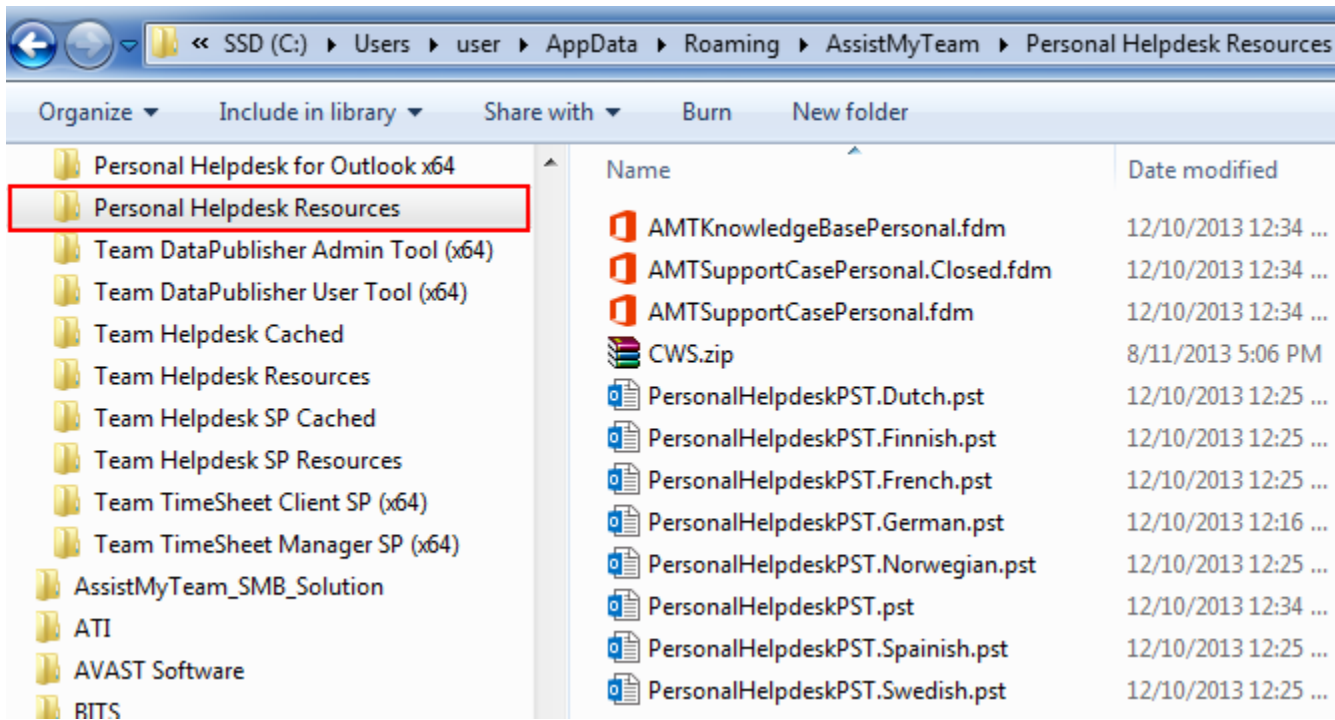 « SSD (C:) ▸ Users ▸ user ▸ AppData ▸ Roaming ▸ AssistMyTeam ▸ Personal Helpdesk Resources
Organize ▾ Include in library ▾ Share with ▾ Burn New folder
Personal Helpdesk for Outlook x64
Personal Helpdesk Resources
Team DataPublisher Admin Tool (x64)
Team DataPublisher User Tool (x64)
Team Helpdesk Cached
Team Helpdesk Resources
Team Helpdesk SP Cached
Team Helpdesk SP Resources
Team TimeSheet Client SP (x64)
Team TimeSheet Manager SP (x64)
AssistMyTeam_SMB_Solution
ATI
AVAST Software
BITS
Name Date modified
AMTKnowledgeBasePersonal.fdm 12/10/2013 12:34 ...
AMTSupportCasePersonal.Closed.fdm 12/10/2013 12:34 ...
AMTSupportCasePersonal.fdm 12/10/2013 12:34 ...
CWS.zip 8/11/2013 5:06 PM
PersonalHelpdeskPST.Dutch.pst 12/10/2013 12:25 ...
PersonalHelpdeskPST.Finnish.pst 12/10/2013 12:25 ...
PersonalHelpdeskPST.French.pst 12/10/2013 12:25 ...
PersonalHelpdeskPST.German.pst 12/10/2013 12:16 ...
PersonalHelpdeskPST.Norwegian.pst 12/10/2013 12:25 ...
PersonalHelpdeskPST.pst 12/10/2013 12:34 ...
PersonalHelpdeskPST.Spainish.pst 12/10/2013 12:25 ...
PersonalHelpdeskPST.Swedish.pst 12/10/2013 12:25 ...